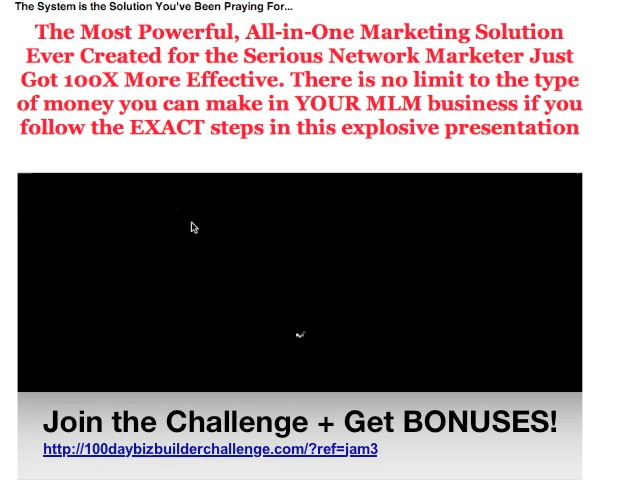 The System is the Solution You've Been Praying For...
The Most Powerful, All-in-One Marketing Solution
Ever Created for the Serious Network Marketer Just
Got 100X More Effective. There is no limit to the type
of money you can make in YOUR MLM business if you
follow the EXACT steps in this explosive presentation
Join the Challenge + Get BONUSES!
http://100daybizbuilderchallenge.com/?ref=jam3